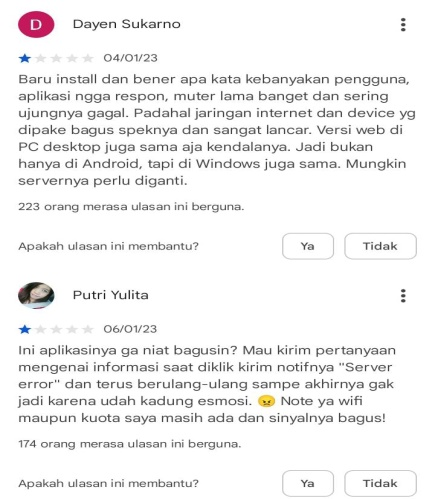 D
Dayen Sukarno
04/01/23
Baru install dan bener apa kata kebanyakan pengguna,
aplikasi ngga respon, muter lama banget dan sering
ujungnya gagal. Padahal jaringan internet dan device yg
dipake bagus speknya dan sangat lancar. Versi web di
PC desktop juga sama aja kendalanya. Jadi bukan
hanya di Android, tapi di Windows juga sama. Mungkin
servernya perlu diganti.
223 orang merasa ulasan ini berguna.
Apakah ulasan ini membantu? Ya Tidak
Putri Yulita
06/01/23
Ini aplikasinya ga niat bagusin? Mau kirim pertanyaan
mengenai informasi saat diklik kirim notifnya "Server
error" dan terus berulang-ulang sampe akhirnya gak
jadi karena udah kadung esmosi. 😠 Note ya wifi
maupun kuota saya masih ada dan sinyalnya bagus!
174 orang merasa ulasan ini berguna.
Apakah ulasan ini membantu? Ya Tidak